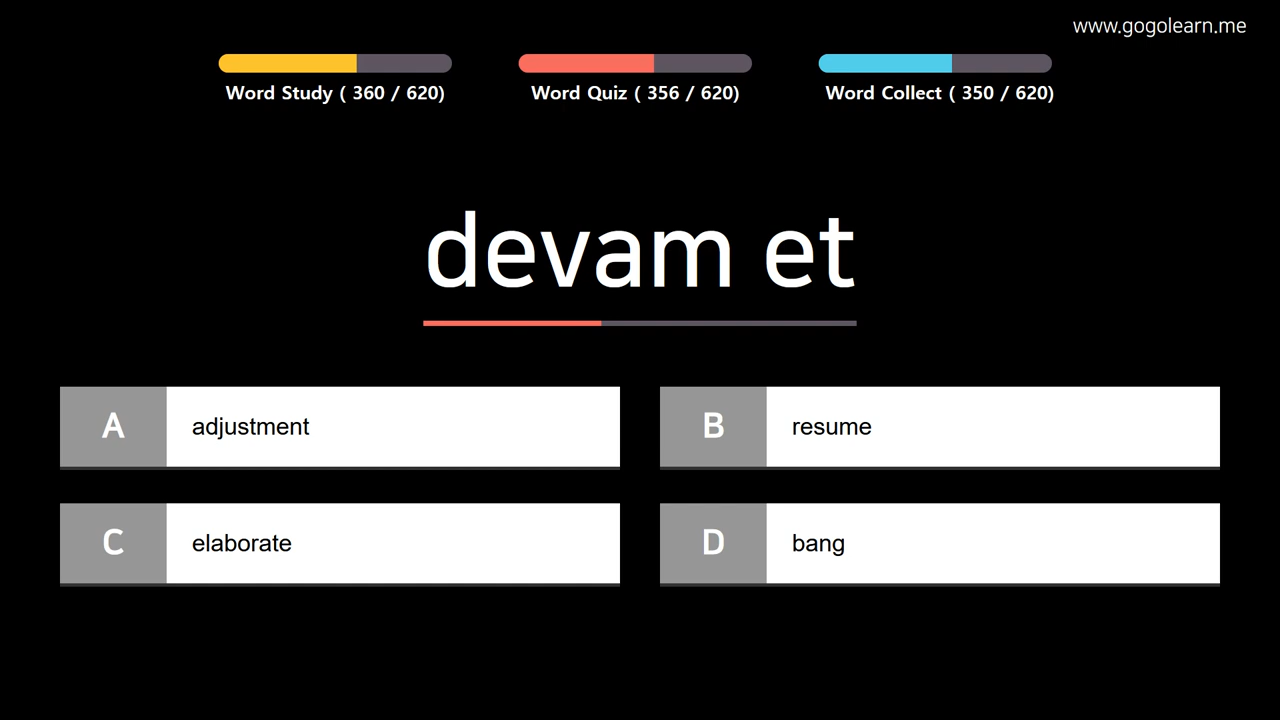 www.gogolearn.me
Word Study ( 360 / 620)
Word Quiz ( 356 / 620)
Word Collect ( 350 / 620)
devam et
A adjustment
B resume
C elaborate
D bang